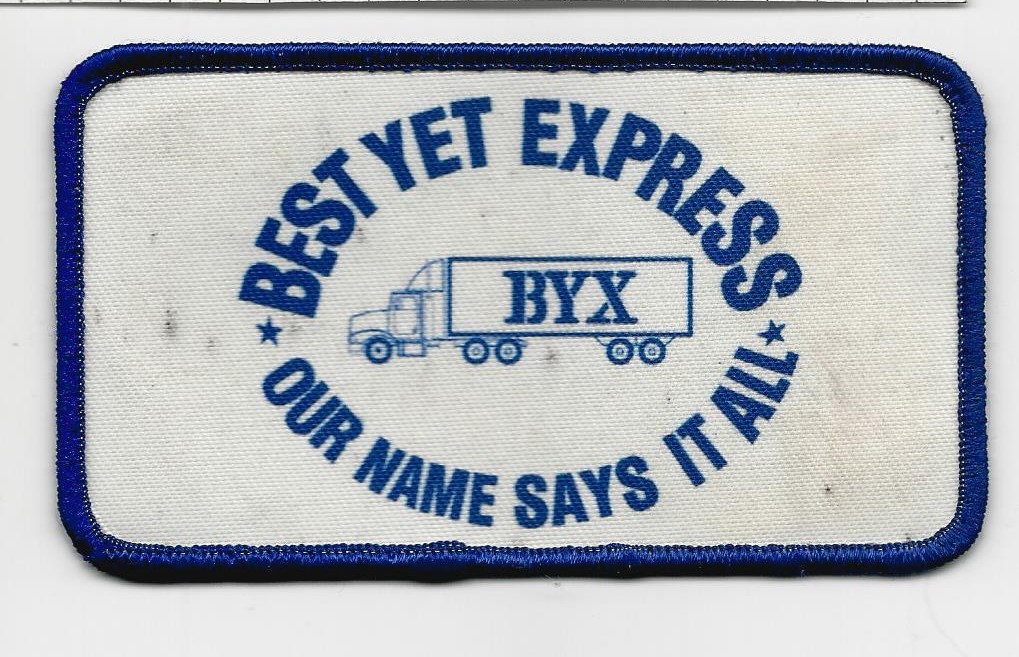 BEST YET EXPRESS
BYX
★ OUR NAME SAYS IT ALL ★